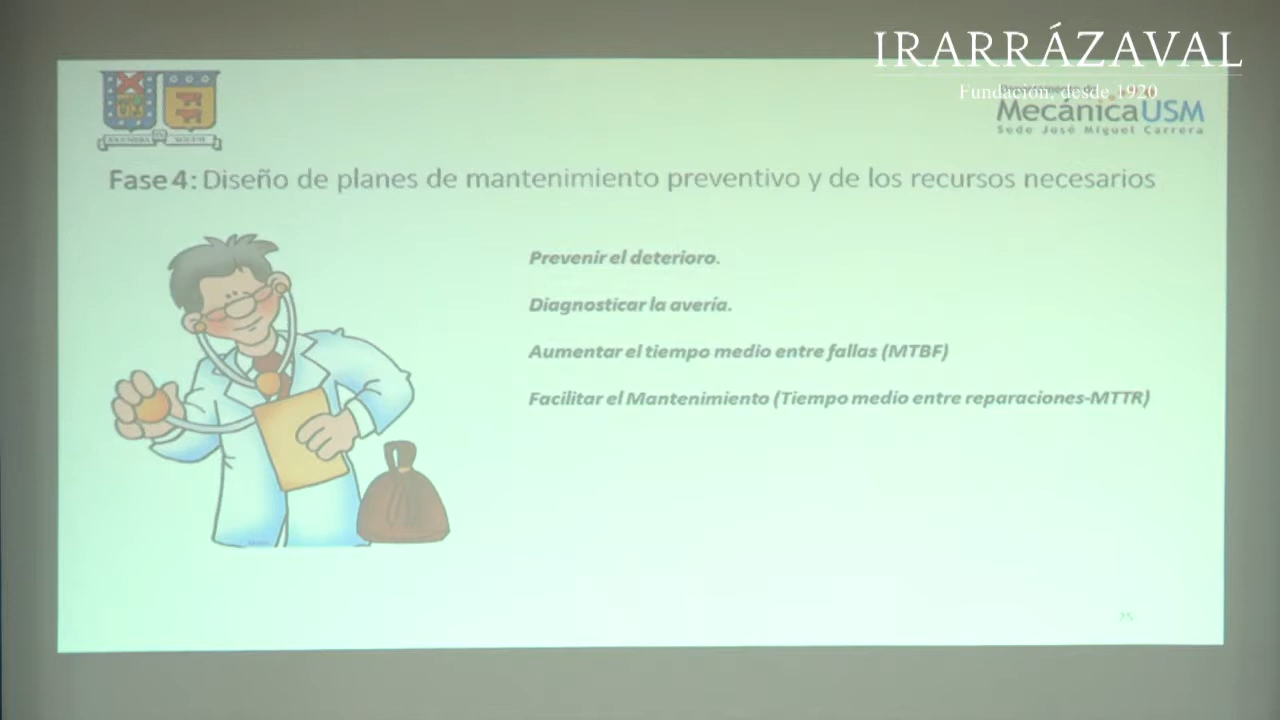 IRARRÁZAVAL
Fundación, desde 1920
MecánicaUSM
Sede José Miguel Carrera
Fase 4: Diseño de planes de mantenimiento preventivo y de los recursos necesarios
Prevenir el deterioro.
Diagnosticar la avería.
Aumentar el tiempo medio entre fallas (MTBF)
Facilitar el Mantenimiento (Tiempo medio entre reparaciones-MTTR)
25